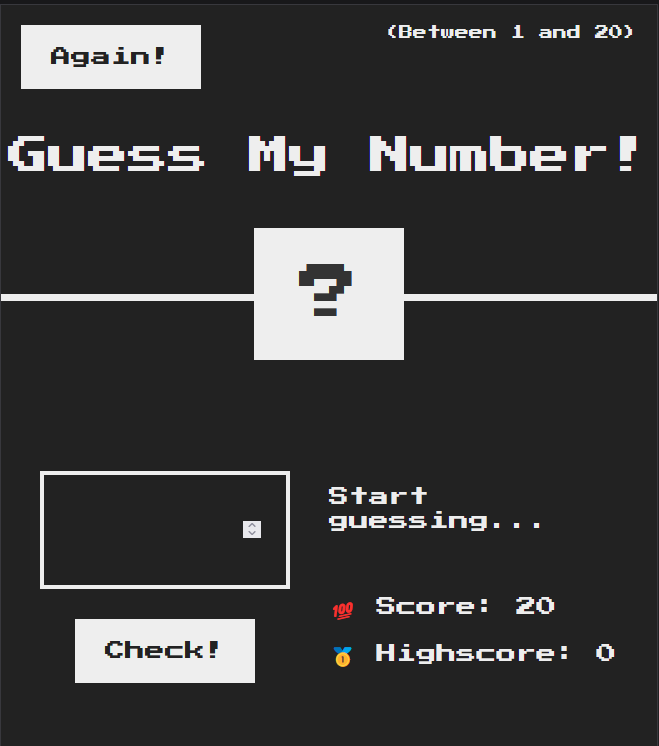 Again!
(Between 1 and 20)
Guess My Number!
?
Start
guessing...
💯 Score: 20
🥇 Highscore: 0
Check!